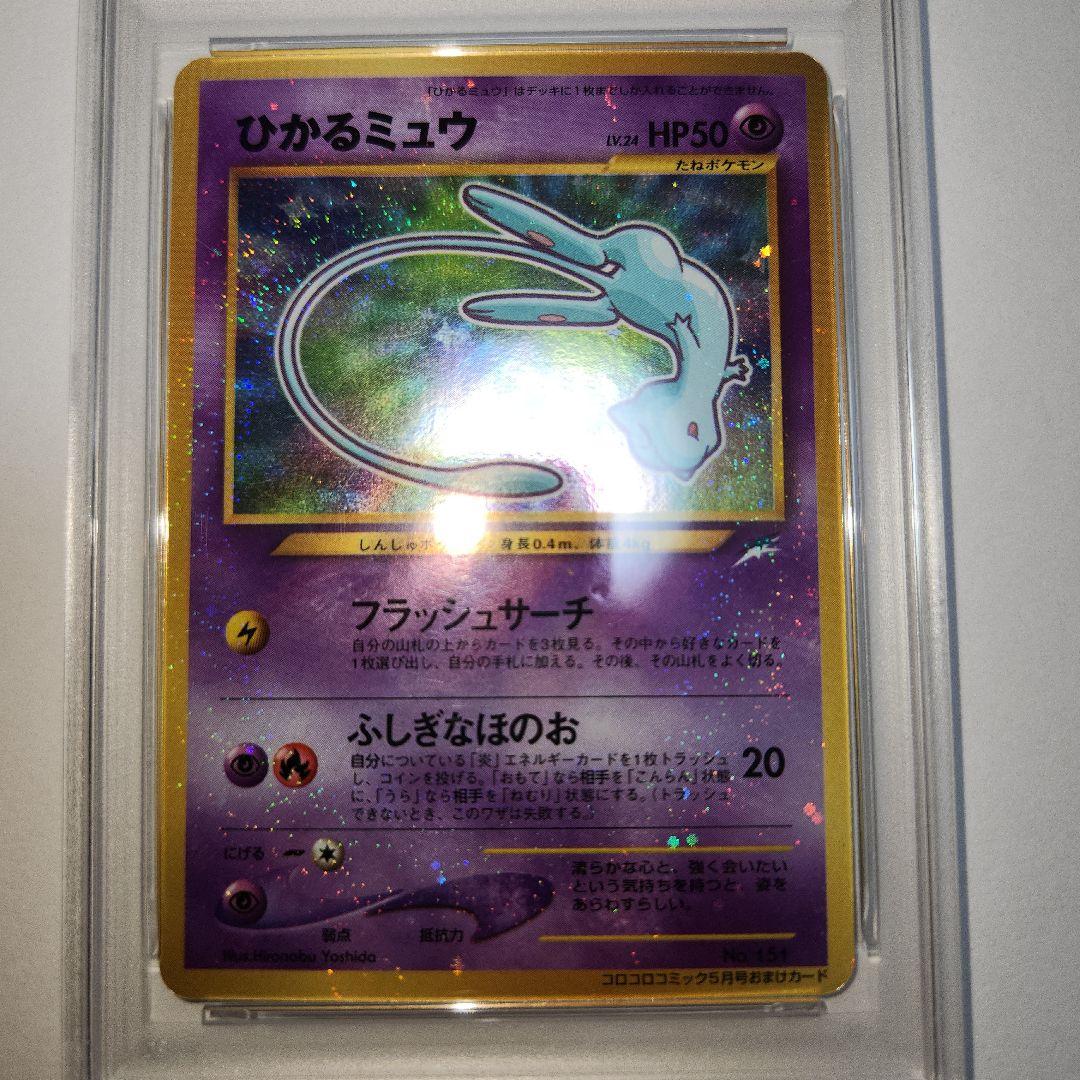 「ひかるミュウ」はデッキに1枚までしか入れることができません。
ひかるミュウ
LV.24 HP50
たねポケモン
しんしゅポ 身長0.4m、体重4kg
フラッシュサーチ
自分の山札の上からカードを3枚見る。その中から好きなカードを
1枚選び出し、自分の手札に加える。その後、その山札をよく切る。
ふしぎなほのお
自分についている「炎」エネルギーカードを1枚トラッシュ
し、コインを投げる。「おもて」なら相手を「こんらん」状態
に、「うら」なら相手を「ねむり」状態にする。(トラッシュ
できないとき、このワザは失敗する。)
20
にげる
清らかな心と、強く会いたい
という気持ちを持つと、姿を
あらわすらしい。
弱点 抵抗力
Illus.Hironobu Yoshida
No.151
コロコロコミック5月号おまけカード